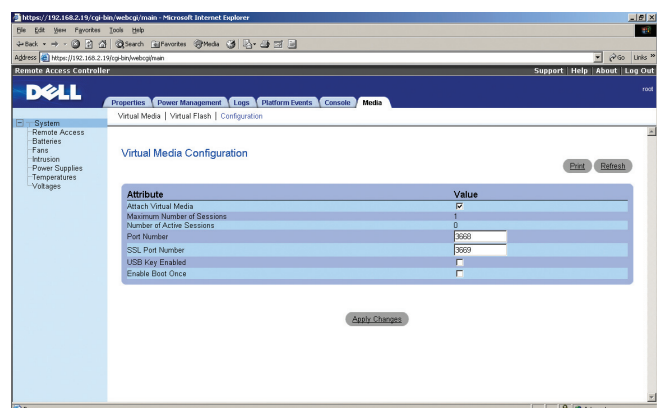 https://192.168.2.19/cgi-bin/webcgi/main - Microsoft Internet Explorer
File Edit View Favorites Tools Help
Back Search Favorites Media
Address https://192.168.2.19/cgi-bin/webcgi/main Go Links »
Remote Access Controller Support | Help | About | Log Out
DELL root
Properties Power Management Logs Platform Events Console Media
Virtual Media | Virtual Flash | Configuration
System
Remote Access
Batteries
Fans
Intrusion
Power Supplies
Temperatures
Voltages
Virtual Media Configuration
Print Refresh
Attribute Value
Attach Virtual Media
Maximum Number of Sessions 1
Number of Active Sessions 0
Port Number 3668
SSL Port Number 3669
USB Key Enabled
Enable Boot Once
Apply Changes